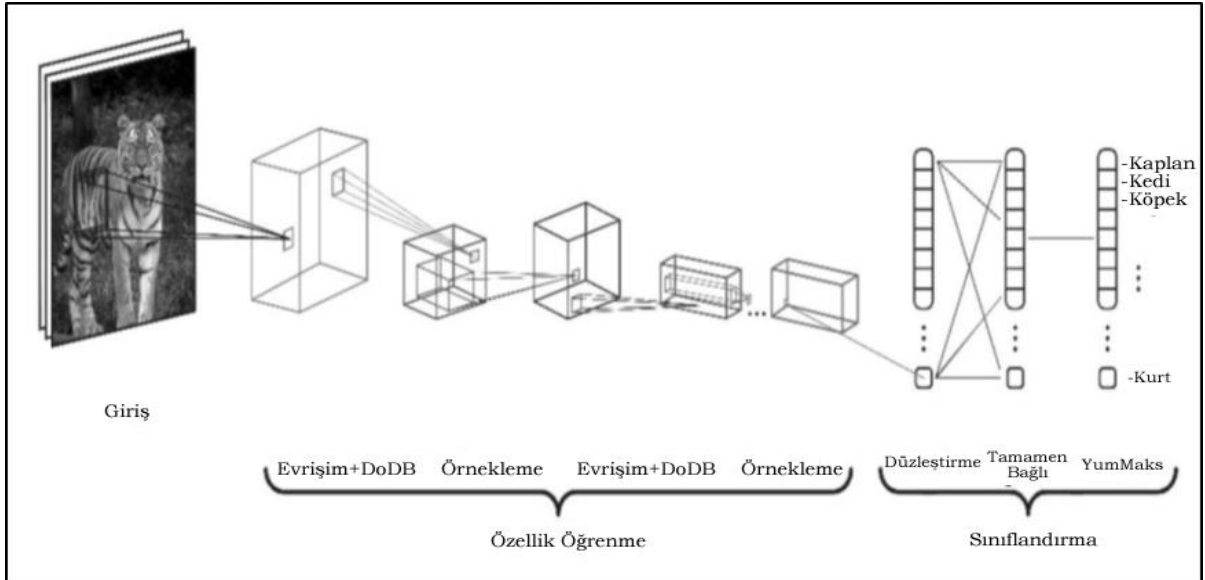 -Kaplan
-Kedi
-Köpek
-Kurt
Giriş
Evrişim+DoDB Örnekleme Evrişim+DoDB Örnekleme
Düzleştirme Tamamen Bağlı YumMaks
Özellik Öğrenme
Sınıflandırma